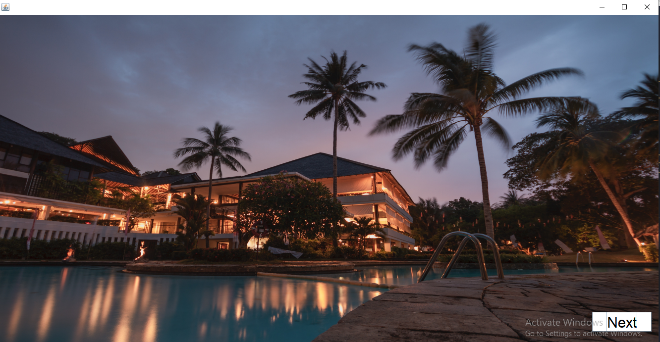 Activate Windows
Next
Go to Settings to activate Windows.